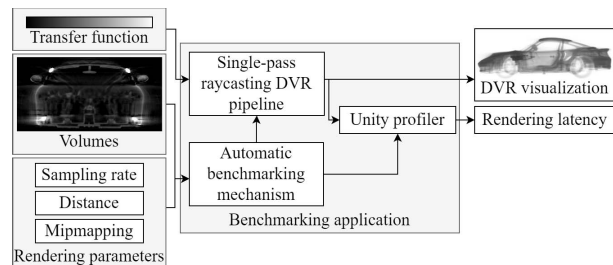 Transfer function
Volumes
Sampling rate
Distance
Mipmapping
Rendering parameters
Single-pass
raycasting DVR
pipeline
Automatic
benchmarking
mechanism
Unity profiler
Benchmarking application
DVR visualization
Rendering latency